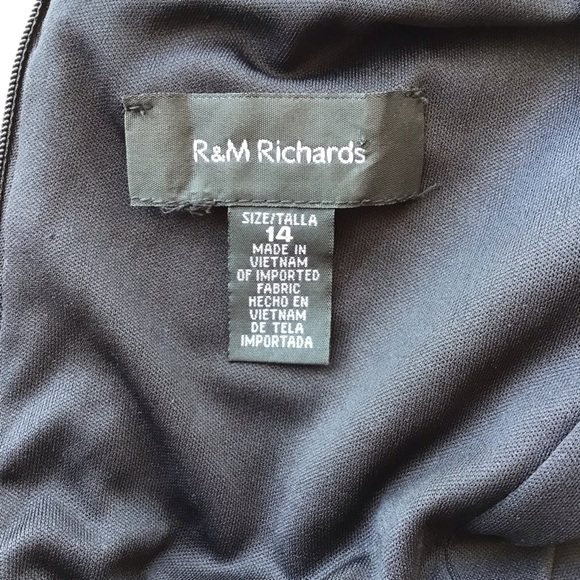 R&M Richards
SIZE/TALLA
14
MADE IN
VIETNAM
OF IMPORTED
FABRIC
HECHO EN
VIETNAM
DE TELA
IMPORTADA